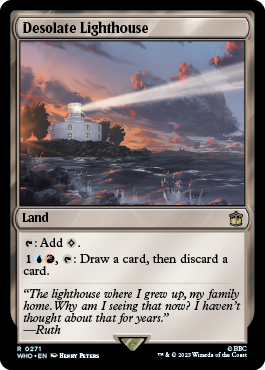 Desolate Lighthouse
Land
: Add .
1, : Draw a card, then discard a
card.
“The lighthouse where I grew up, my family
home. Why am I seeing that now? I haven’t
thought about that for years.”
—Ruth
R 0271
WHO • EN Henry Peters
© BBC
™ & © 2023 Wizards of the Coast